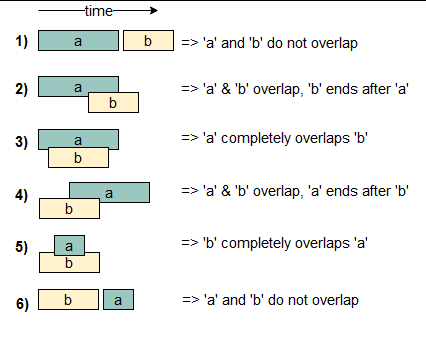 time
1) a b => 'a' and 'b' do not overlap
2) a b => 'a' & 'b' overlap, 'b' ends after 'a'
3) a b => 'a' completely overlaps 'b'
4) a b => 'a' & 'b' overlap, 'a' ends after 'b'
5) a b => 'b' completely overlaps 'a'
6) b a => 'a' and 'b' do not overlap